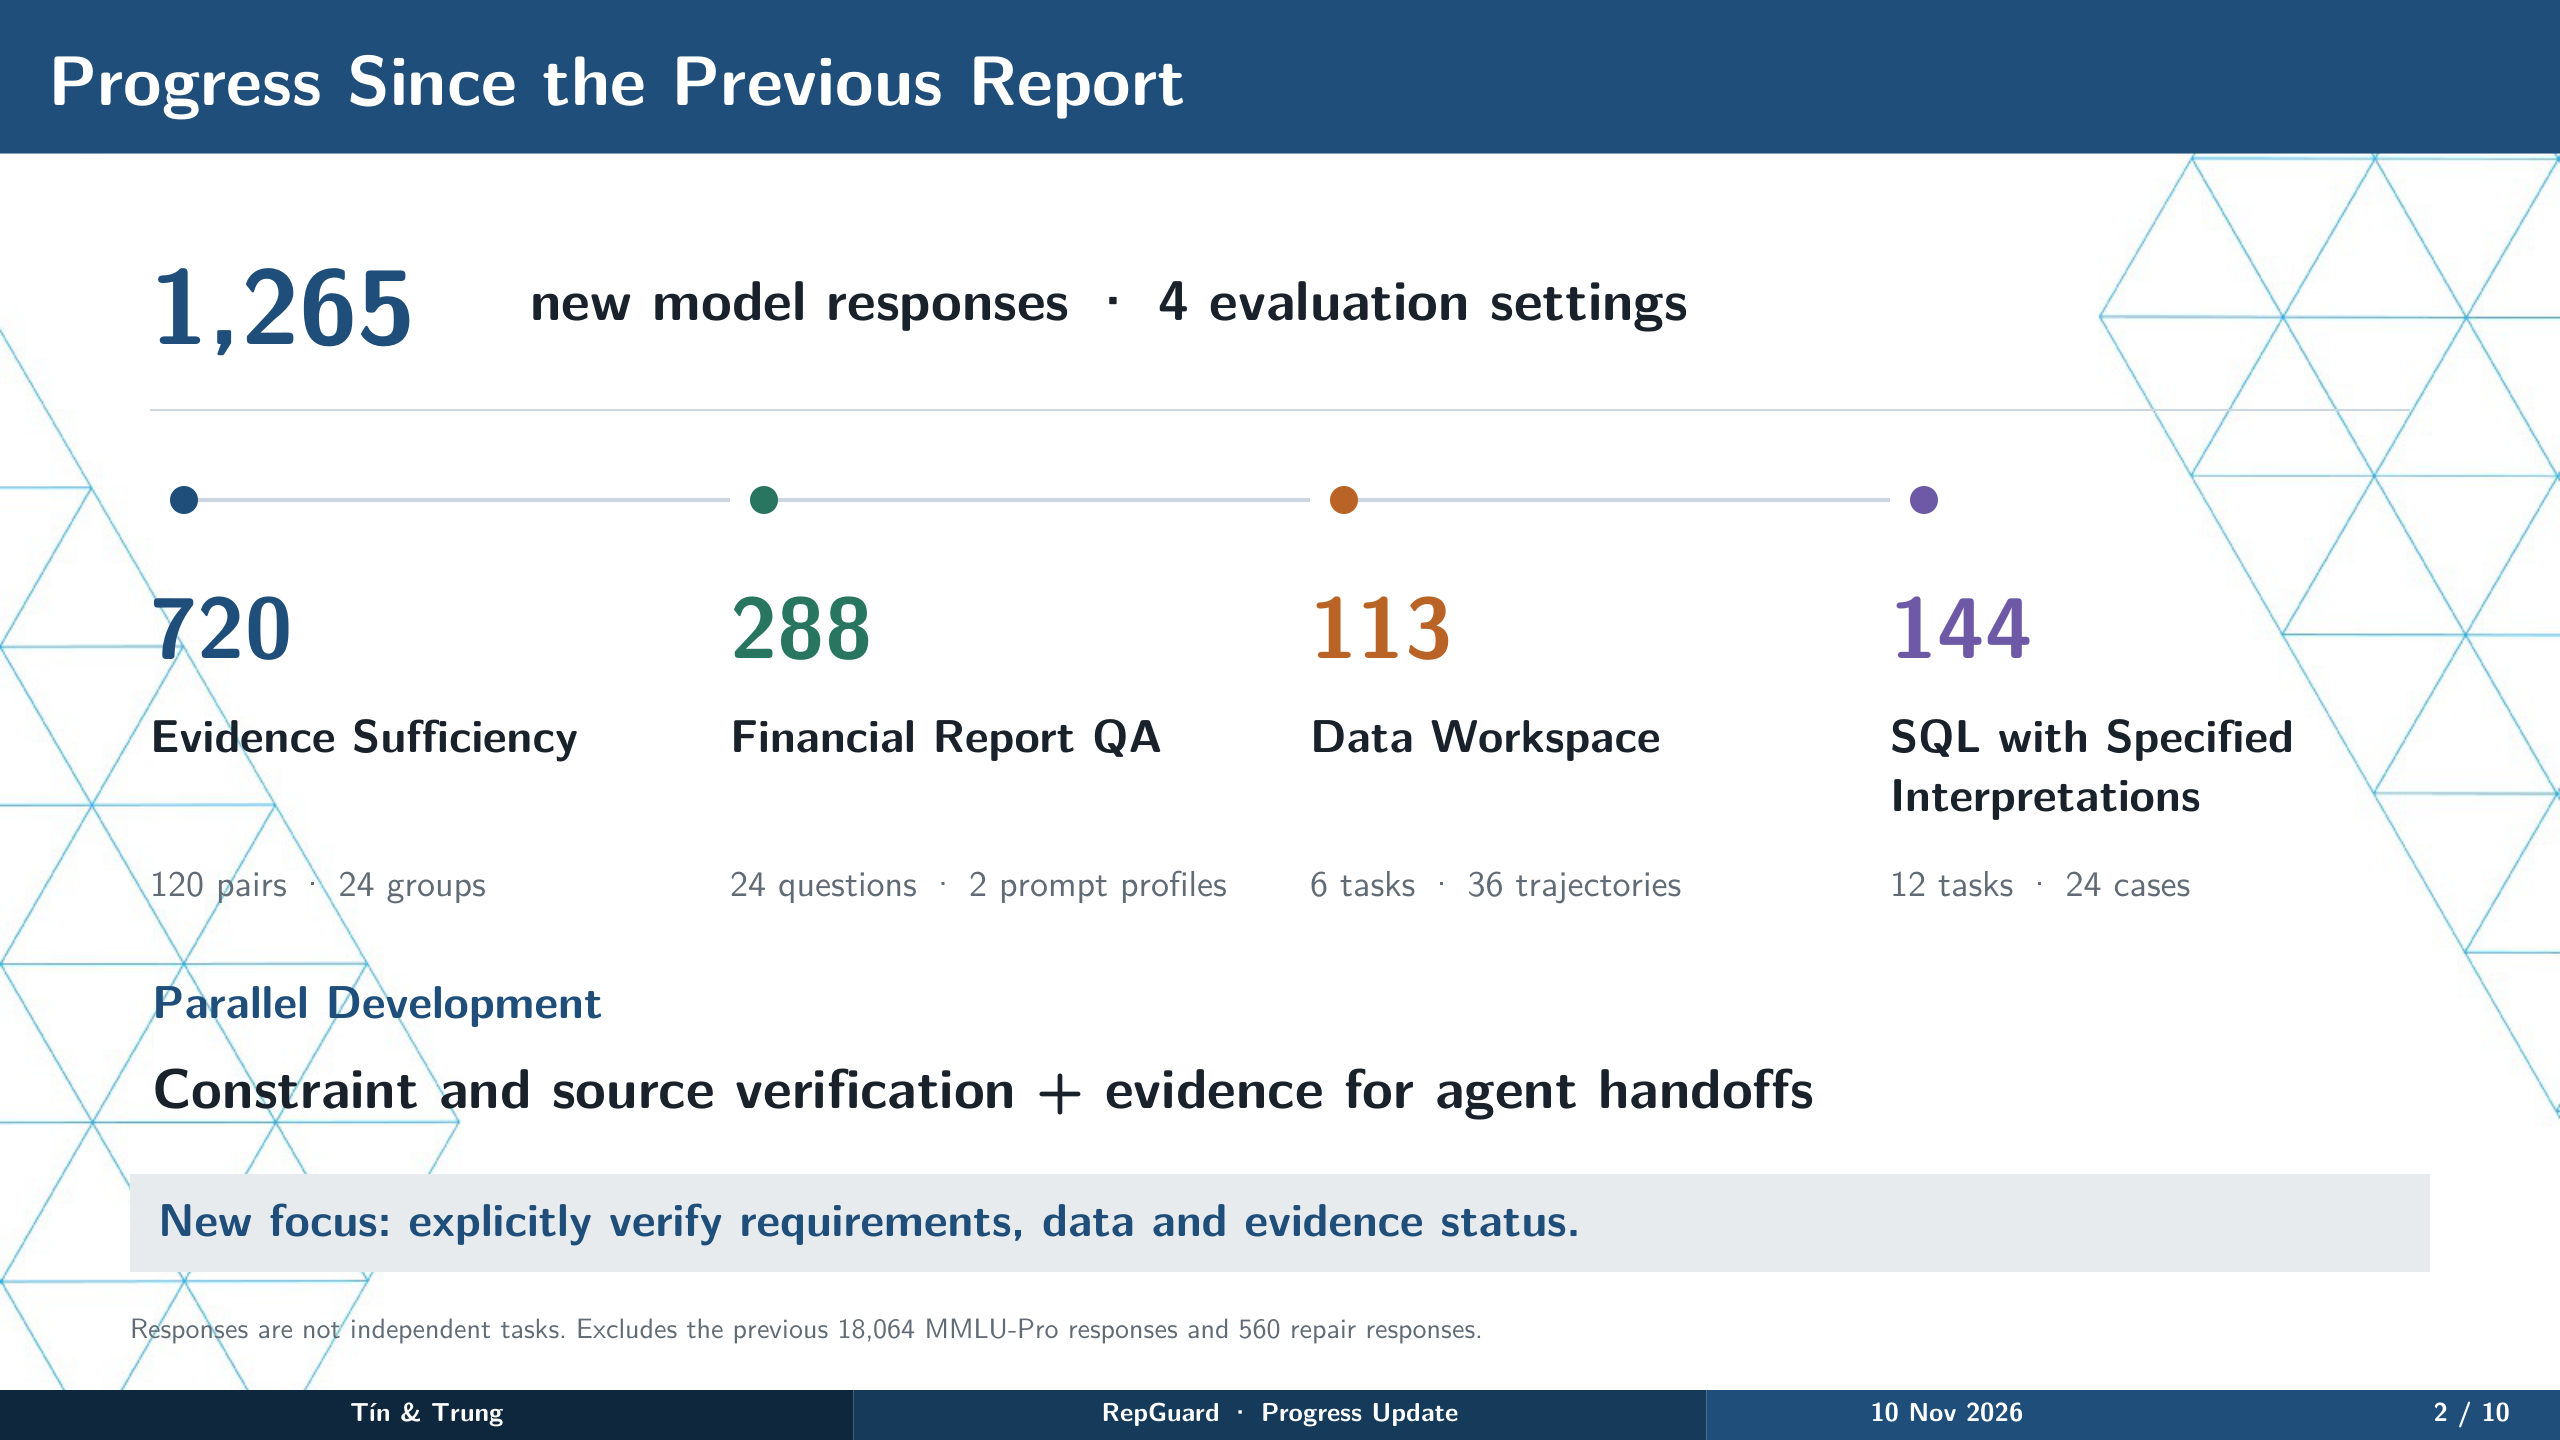 Progress Since the Previous Report
1,265 new model responses · 4 evaluation settings
720
288
113
144
Evidence Sufficiency
Financial Report QA
Data Workspace
SQL with Specified
Interpretations
120 pairs · 24 groups
24 questions · 2 prompt profiles
6 tasks · 36 trajectories
12 tasks · 24 cases
Parallel Development
Constraint and source verification + evidence for agent handoffs
New focus: explicitly verify requirements, data and evidence status.
Responses are not independent tasks. Excludes the previous 18,064 MMLU-Pro responses and 560 repair responses.
Tín & Trung
RepGuard · Progress Update
10 Nov 2026
2 / 10